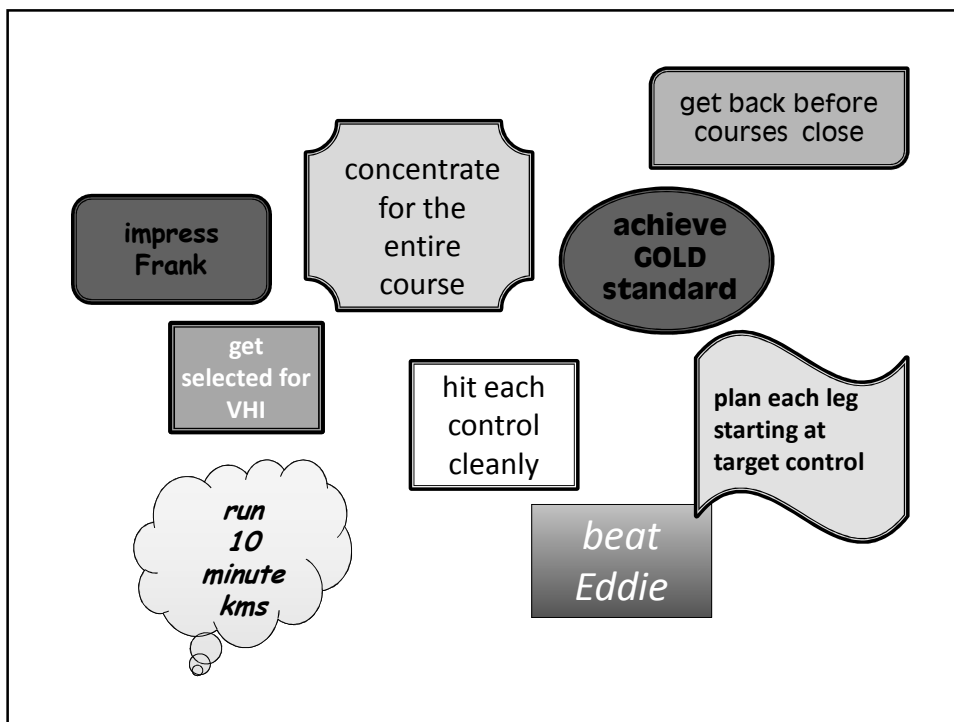 get back before
courses close
concentrate
for the
entire
course
impress
Frank
achieve
GOLD
standard
get
selected for
VHI
hit each
control
cleanly
plan each leg
starting at
target control
run
10
minute
kms
beat
Eddie